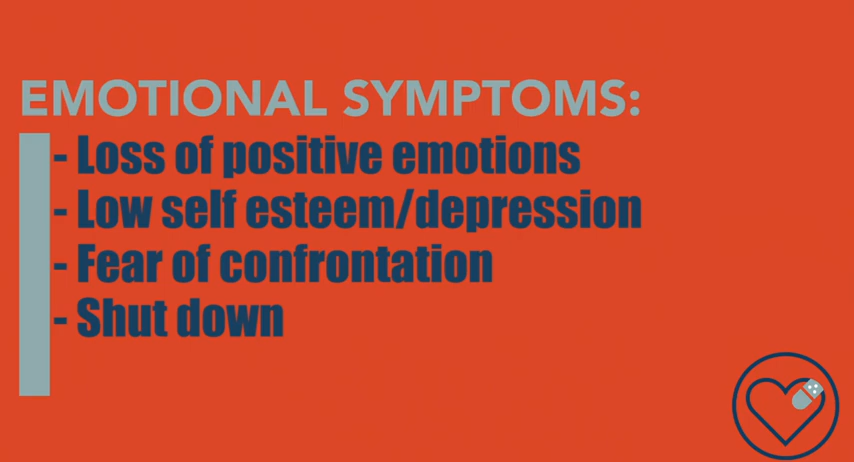 EMOTIONAL SYMPTOMS:
- Loss of positive emotions
- Low self esteem/depression
- Fear of confrontation
- Shut down